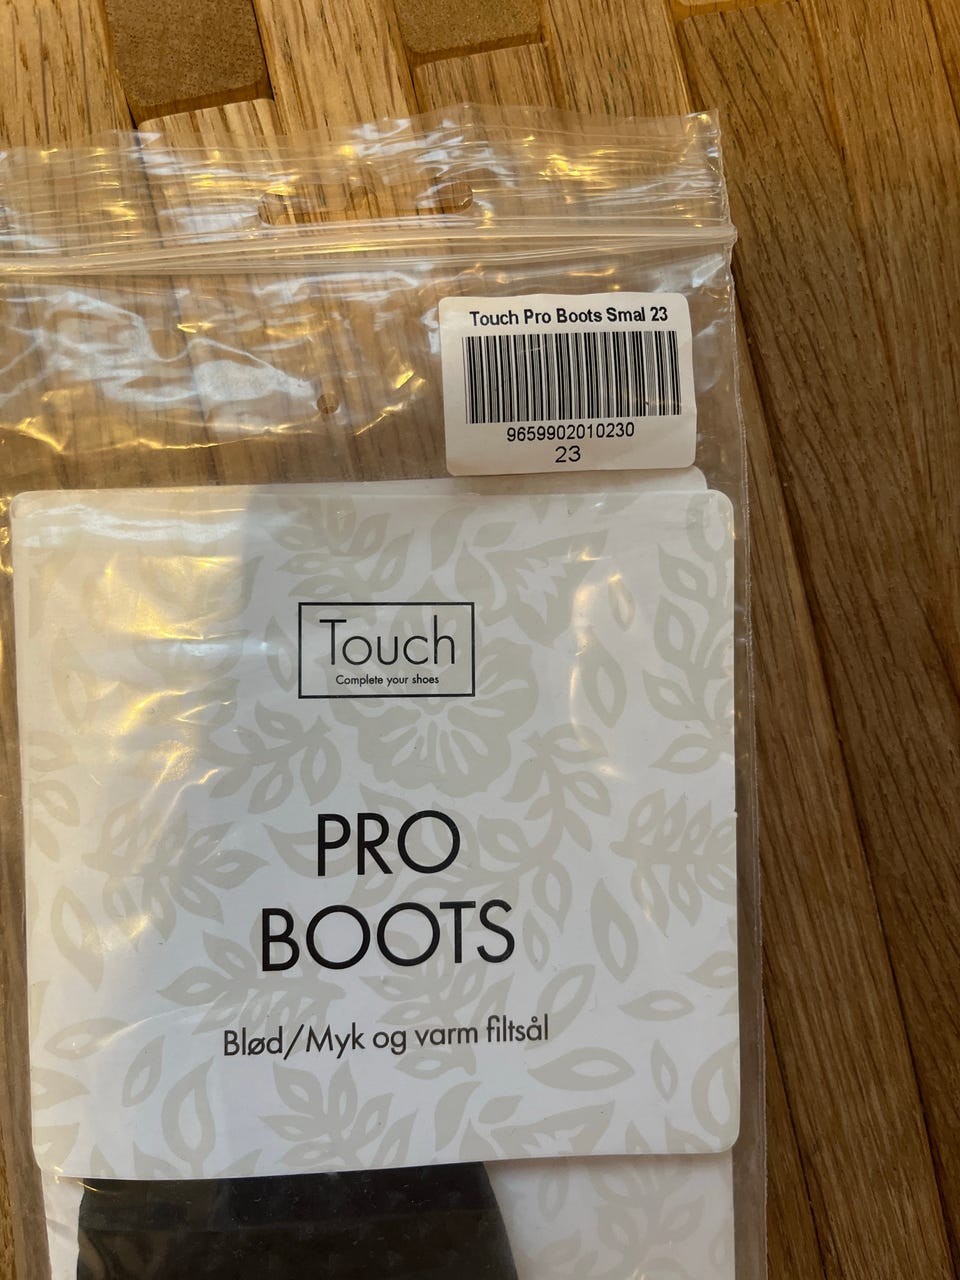 Touch Pro Boots Smal 23
9659902010230
23
Touch
Complete your shoes
PRO
BOOTS
Blød/Myk og varm filtsål